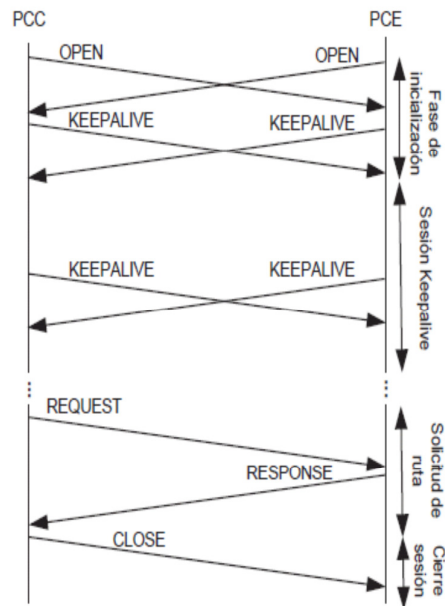 PCC PCE
OPEN OPEN
KEEPALIVE KEEPALIVE
Fase de
inicialización
KEEPALIVE KEEPALIVE
Sesión Keepalive
... ...
REQUEST
RESPONSE
Solicitud de
ruta
CLOSE
Cierre
sesión